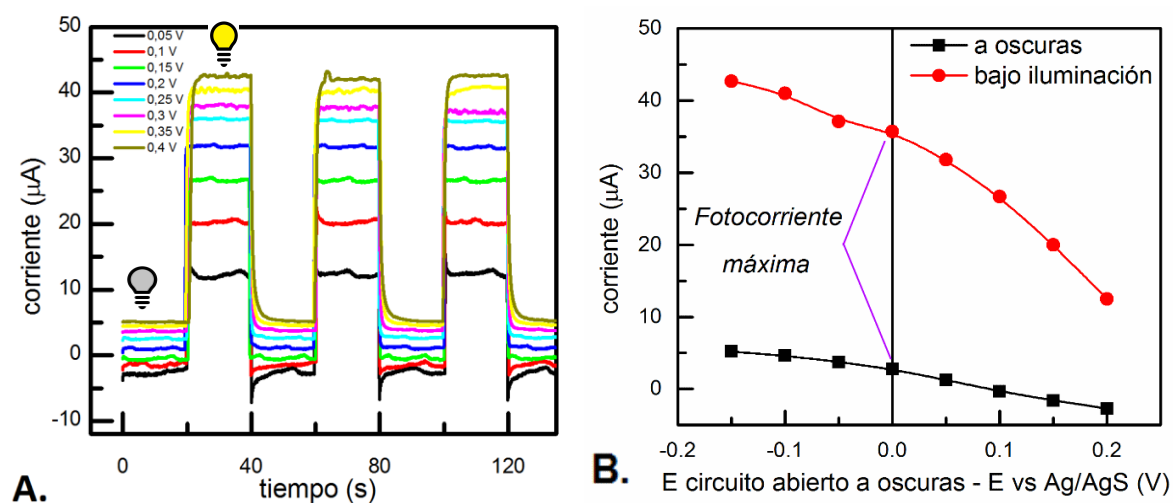 50
40
30
20
10
0
-10
corriente (µA)
0,05 V
0,1 V
0,15 V
0,2 V
0,25 V
0,3 V
0,35 V
0,4 V
0 40 80 120
tiempo (s)
A.
50
40
30
20
10
0
corriente (µA)
a oscuras
bajo iluminación
Fotocorriente
máxima
-0.2 -0.1 0.0 0.1 0.2
E circuito abierto a oscuras - E vs Ag/AgS (V)
B.